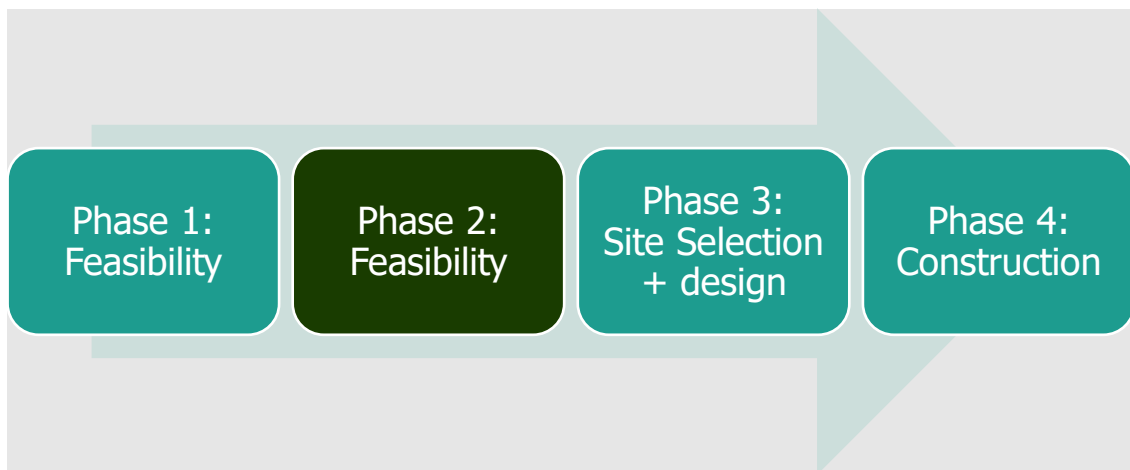 Phase 1:
Feasibility
Phase 2:
Feasibility
Phase 3:
Site Selection
+ design
Phase 4:
Construction